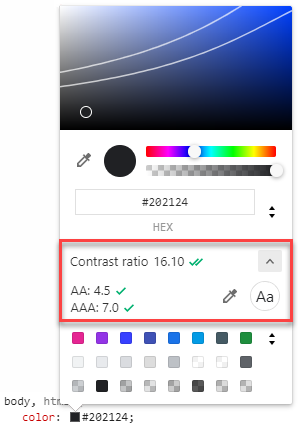 #202124
HEX
Contrast ratio 16.10
AA: 4.5
AAA: 7.0
Aa
body, htm
color: #202124;